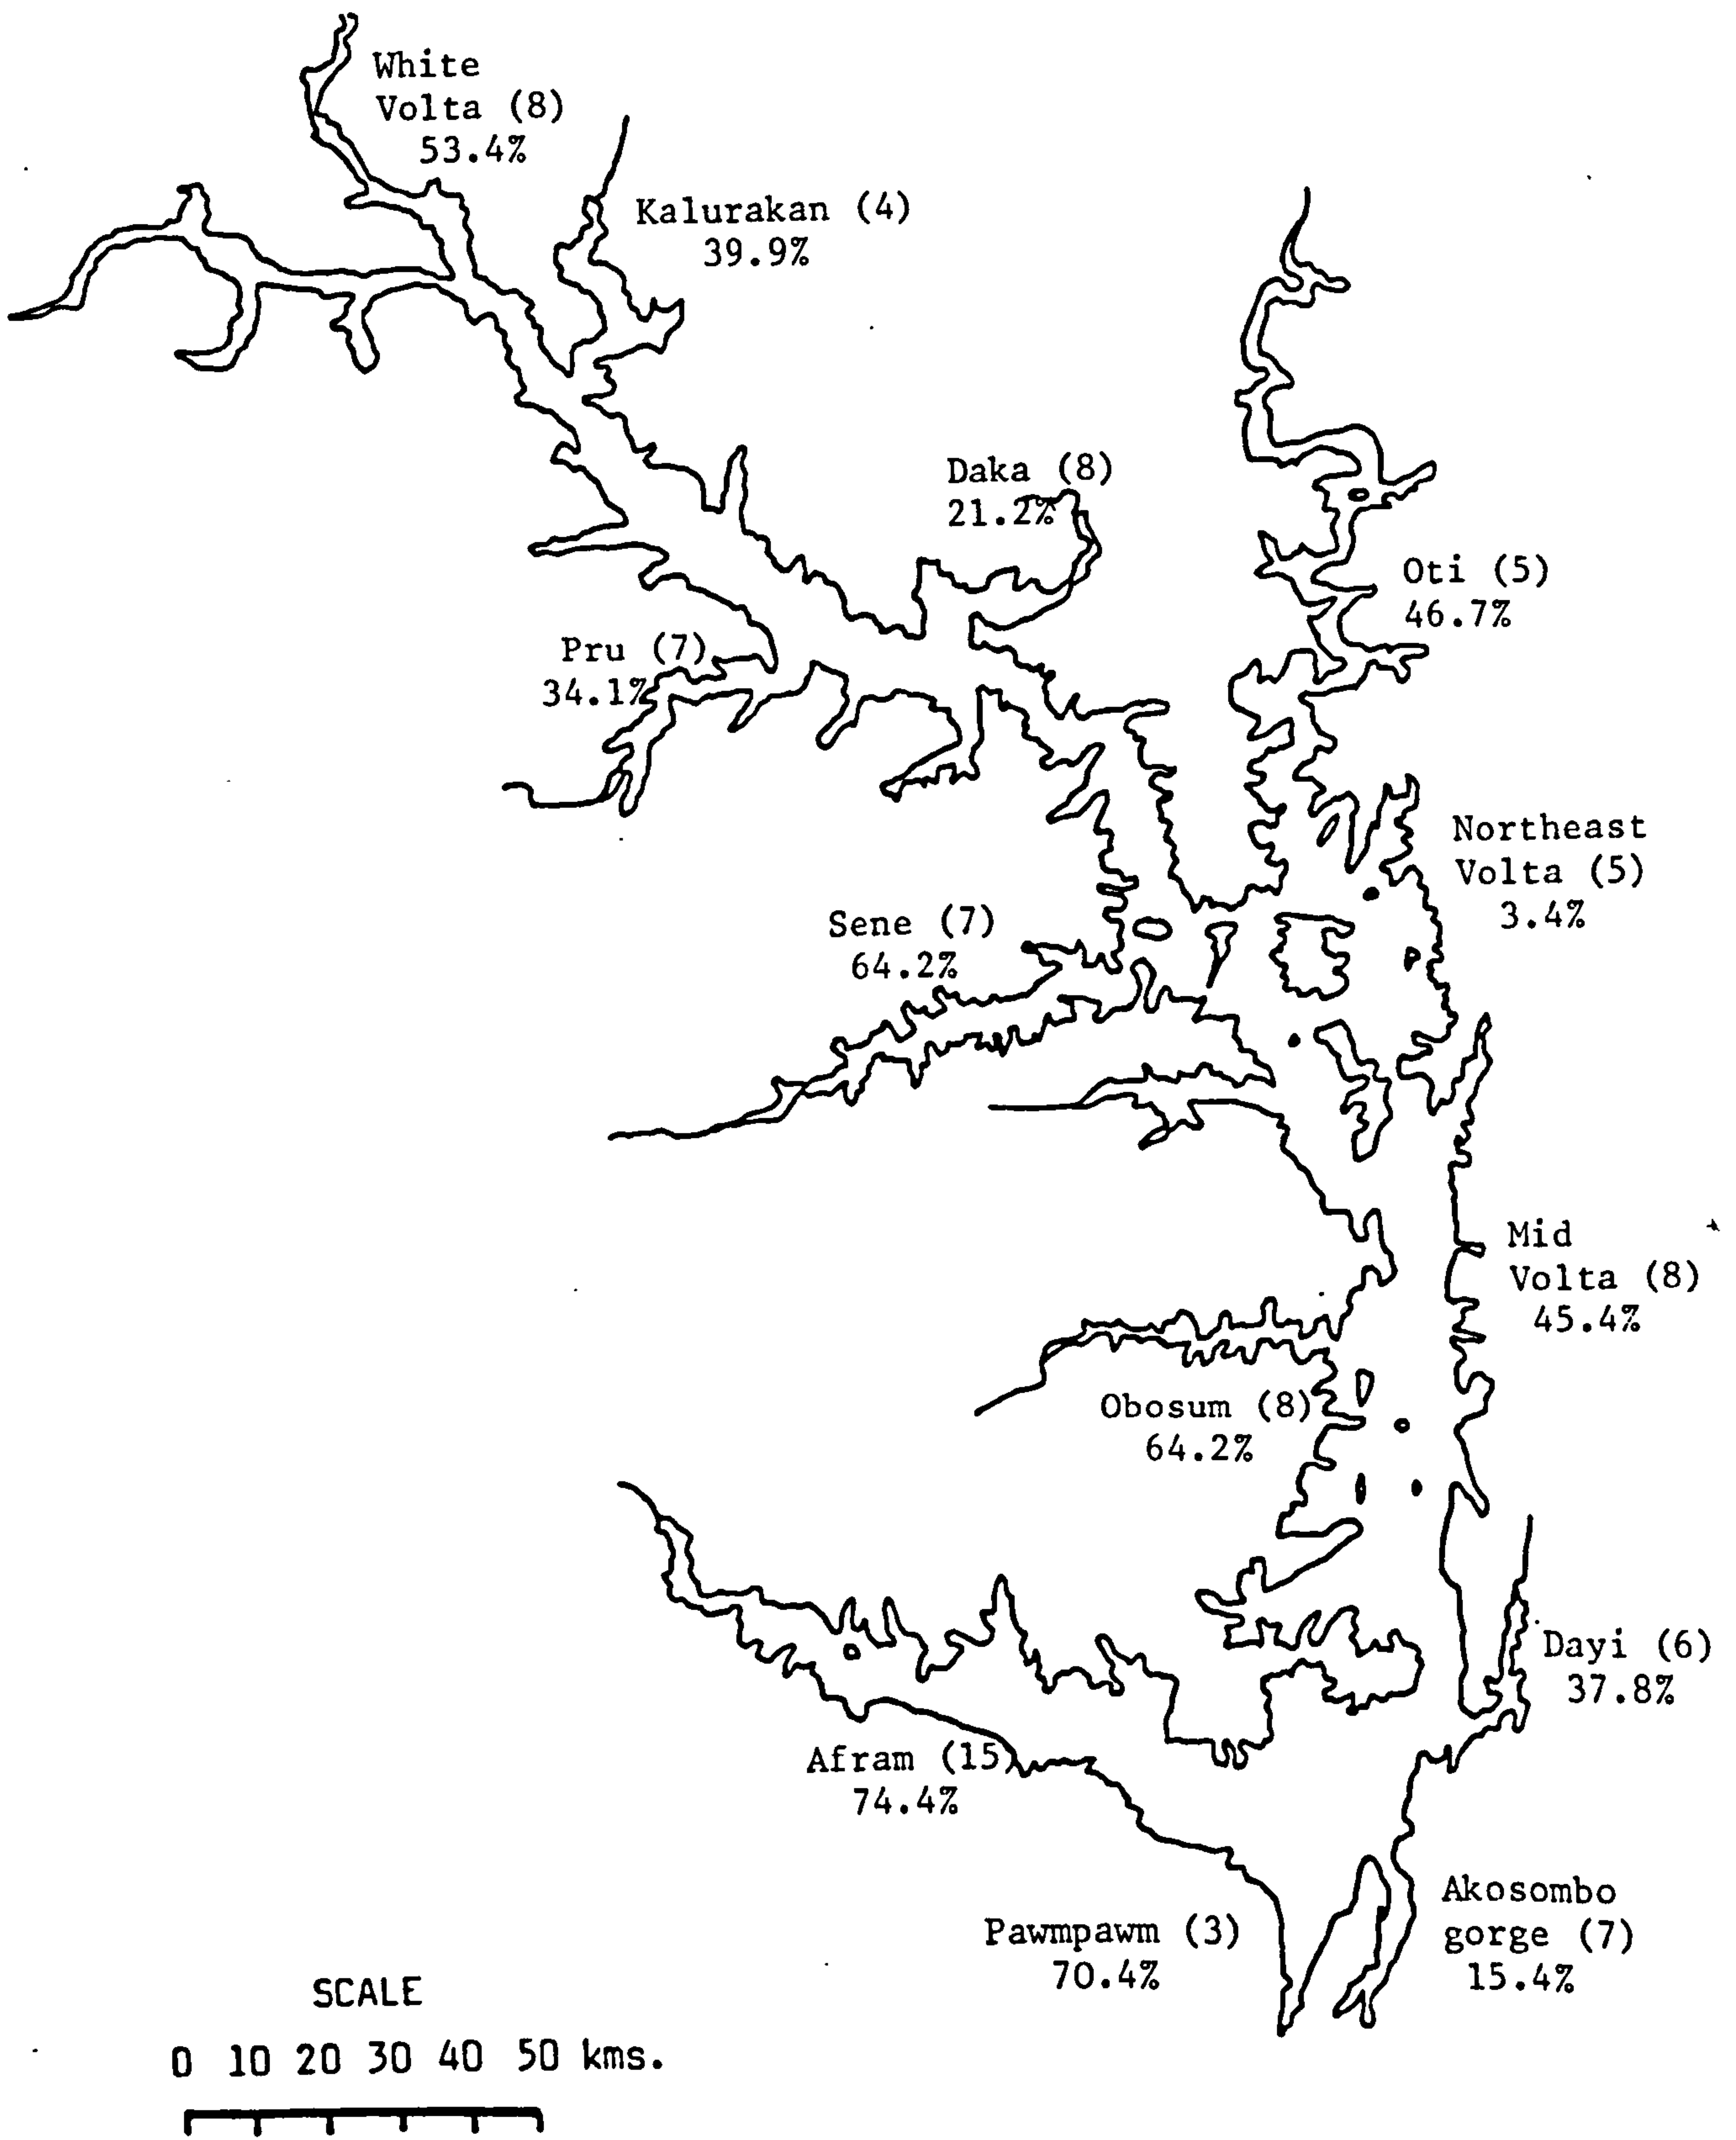 White
Volta (8)
53.4%
Kalurakan (4)
39.9%
Daka (8)
21.2%
Oti (5)
46.7%
Pru (7)
34.1%
Northeast
Volta (5)
3.4%
Sene (7)
64.2%
Mid
Volta (8)
45.4%
Obosum (8)
64.2%
Dayi (6)
37.8%
Afram (15)
74.4%
Akosombo
gorge (7)
15.4%
Pawmpawm (3)
70.4%
SCALE
0 10 20 30 40 50 kms.